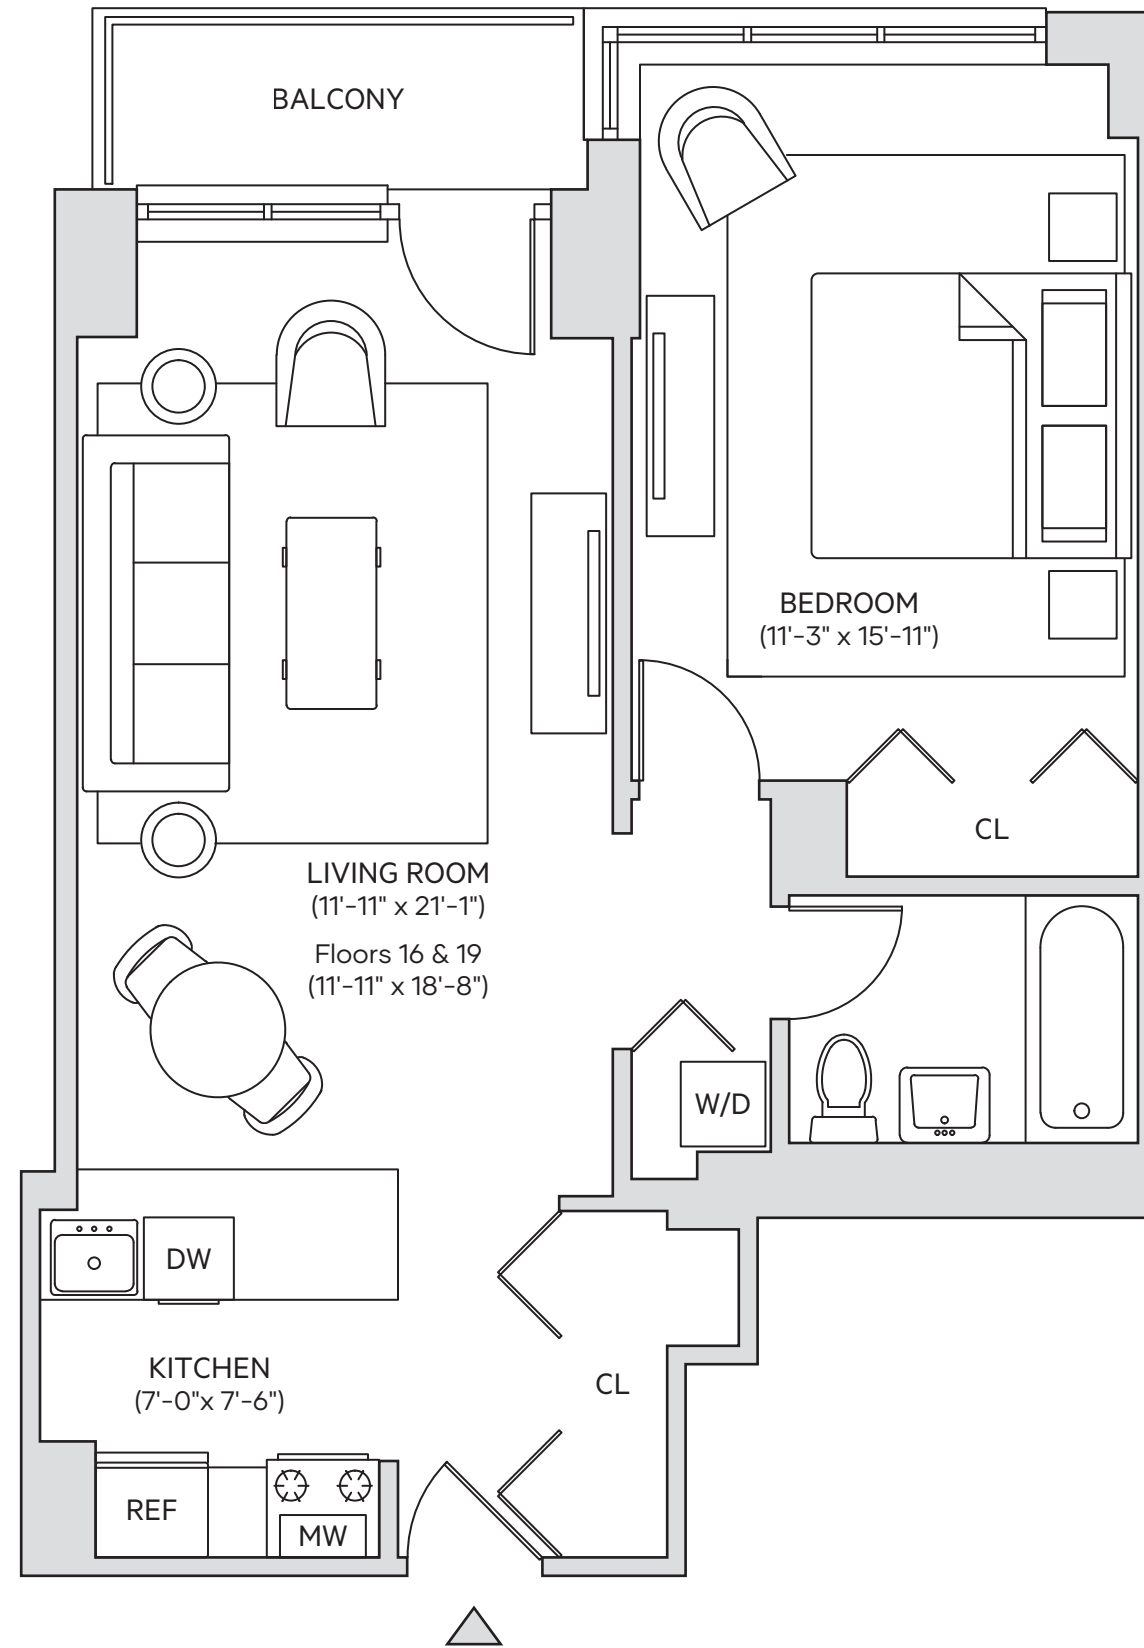 BALCONY
BEDROOM
(11'-3" x 15'-11")
CL
LIVING ROOM
(11'-11" x 21'-1")
Floors 16 & 19
(11'-11" x 18'-8")
W/D
DW
KITCHEN
(7'-0"x 7'-6")
CL
REF
MW